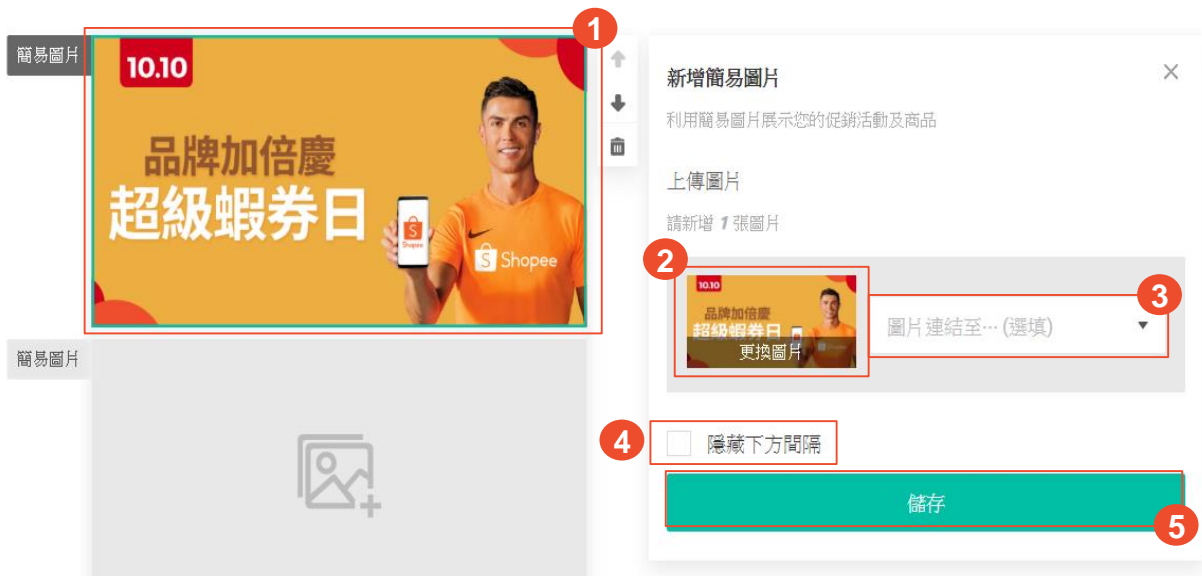 1
簡易圖片
10.10
品牌加倍慶
超級蝦券日
S
Shopee
S Shopee
簡易圖片
新增簡易圖片
利用簡易圖片展示您的促銷活動及商品
上傳圖片
請新增 1 張圖片
2
10.10
品牌加倍慶
超級蝦券日
Shopee
更換圖片
3
圖片連結至… (選填)
4
隱藏下方間隔
儲存
5